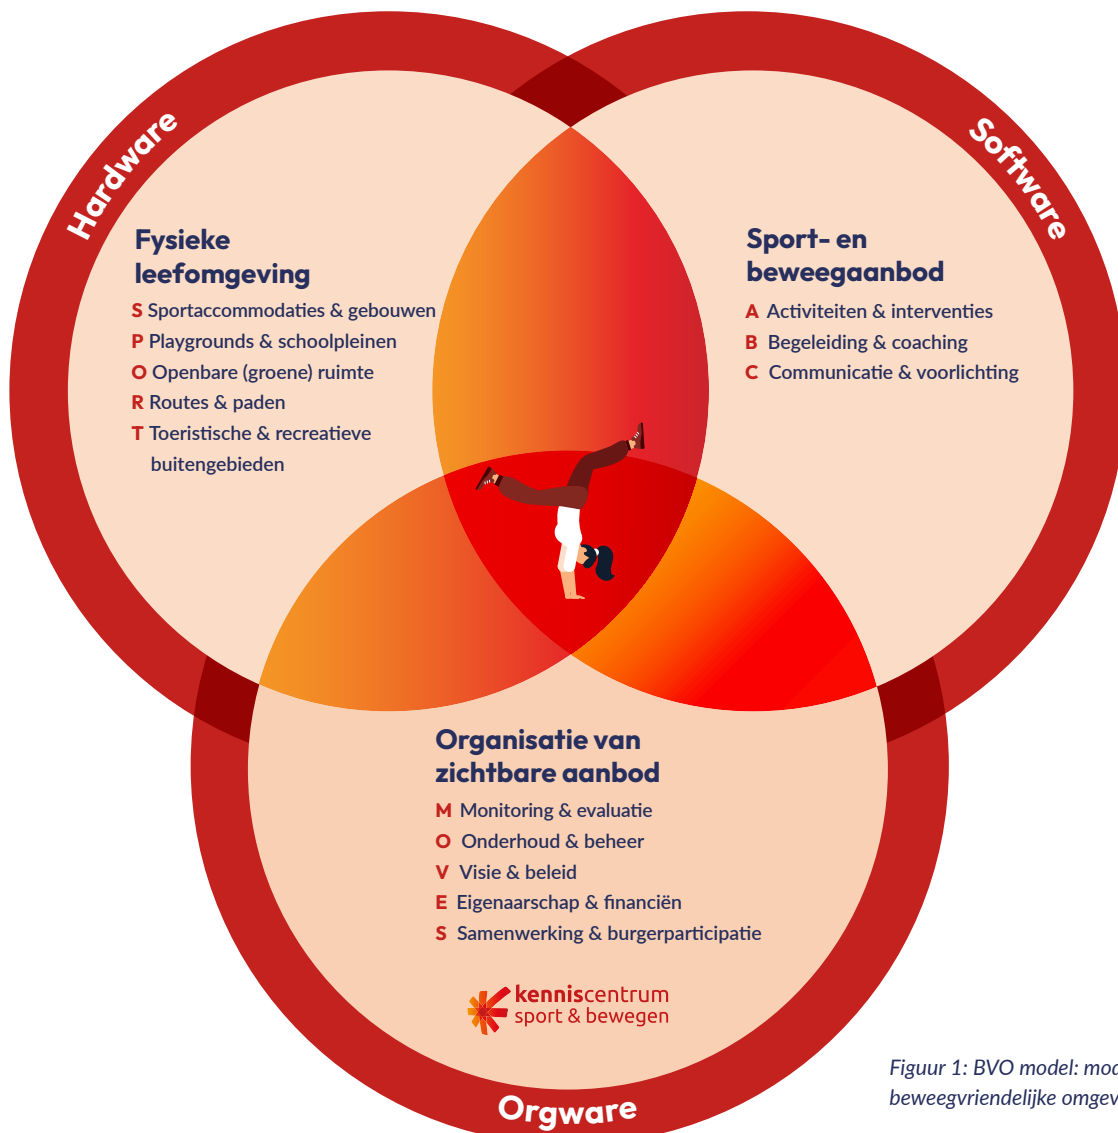 Hardware
Software
Fysieke
leefomgeving
S Sportaccommodaties & gebouwen
P Playgrounds & schoolpleinen
O Openbare (groene) ruimte
R Routes & paden
T Toeristische & recreatieve
buitengebieden
Sport- en
beweegaanbod
A Activiteiten & interventies
B Begeleiding & coaching
C Communicatie & voorlichting
Organisatie van
zichtbare aanbod
M Monitoring & evaluatie
O Onderhoud & beheer
V Visie & beleid
E Eigenaarschap & financiën
S Samenwerking & burgerparticipatie
kenniscentrum
sport & bewegen
Orgware
Figuur 1: BVO model:
beweegvriendelijke